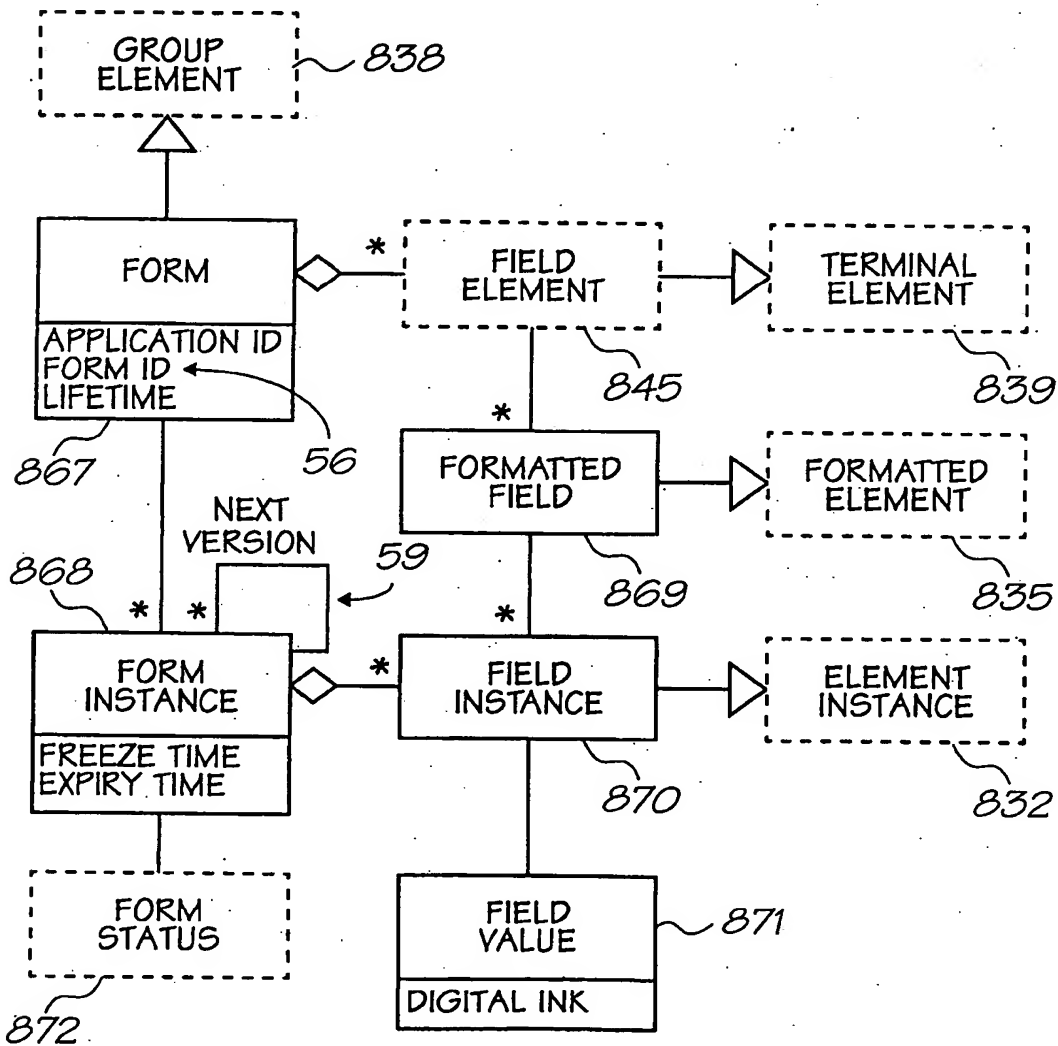 GROUP
ELEMENT
838
FORM
APPLICATION ID
FORM ID
LIFETIME
867
56
*
FIELD
ELEMENT
845
TERMINAL
ELEMENT
839
*
FORMATTED
FIELD
869
FORMATTED
ELEMENT
835
NEXT
VERSION
59
868
*
*
FORM
INSTANCE
FREEZE TIME
EXPIRY TIME
*
*
FIELD
INSTANCE
870
ELEMENT
INSTANCE
832
FORM
STATUS
872
FIELD
VALUE
DIGITAL INK
871